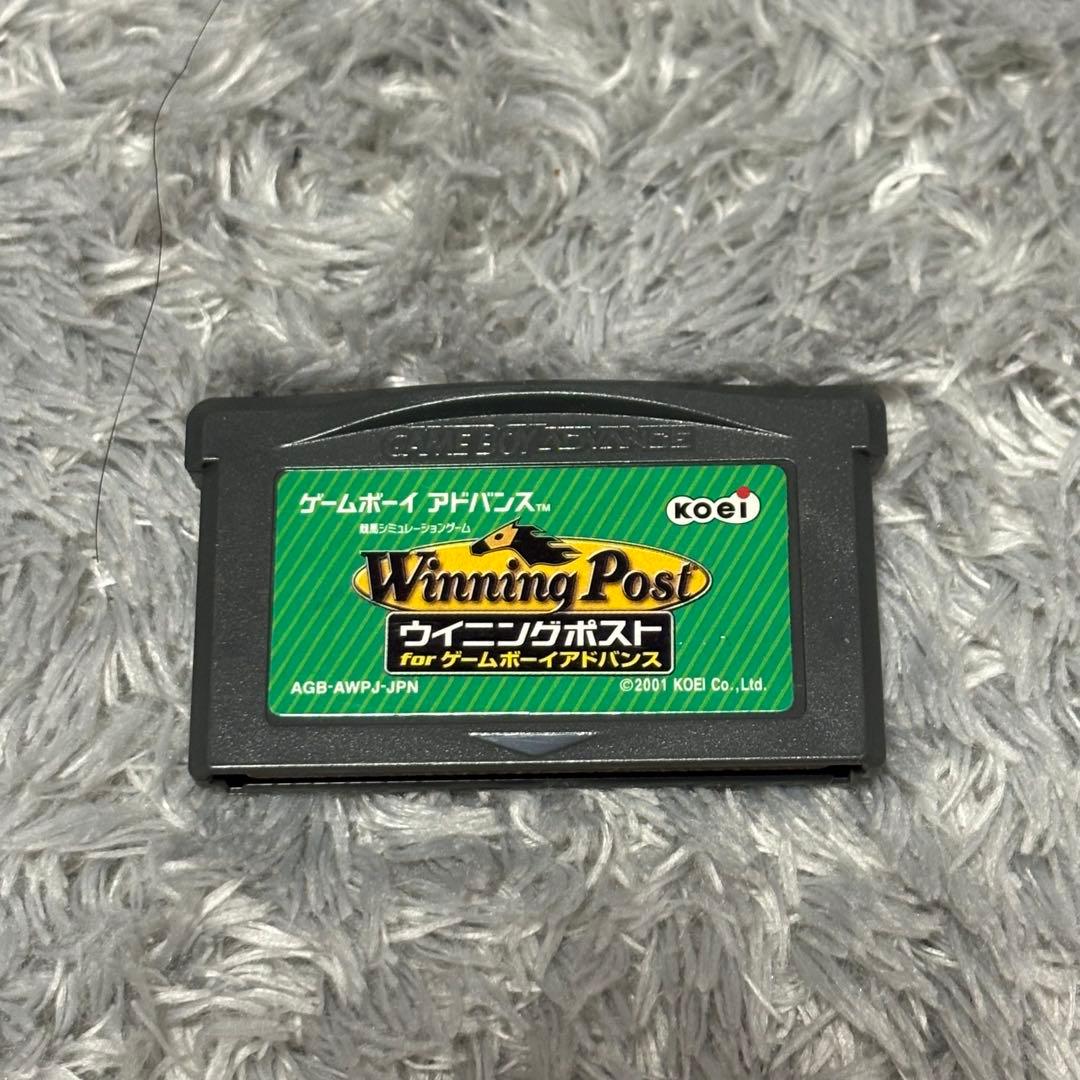 GAME BOY ADVANCE
ゲームボーイ アドバンス™
KOEI
競馬シミュレーションゲーム
Winning Post
ウイニングポスト
for ゲームボーイアドバンス
AGB-AWPJ-JPN
©2001 KOEI Co.,Ltd.